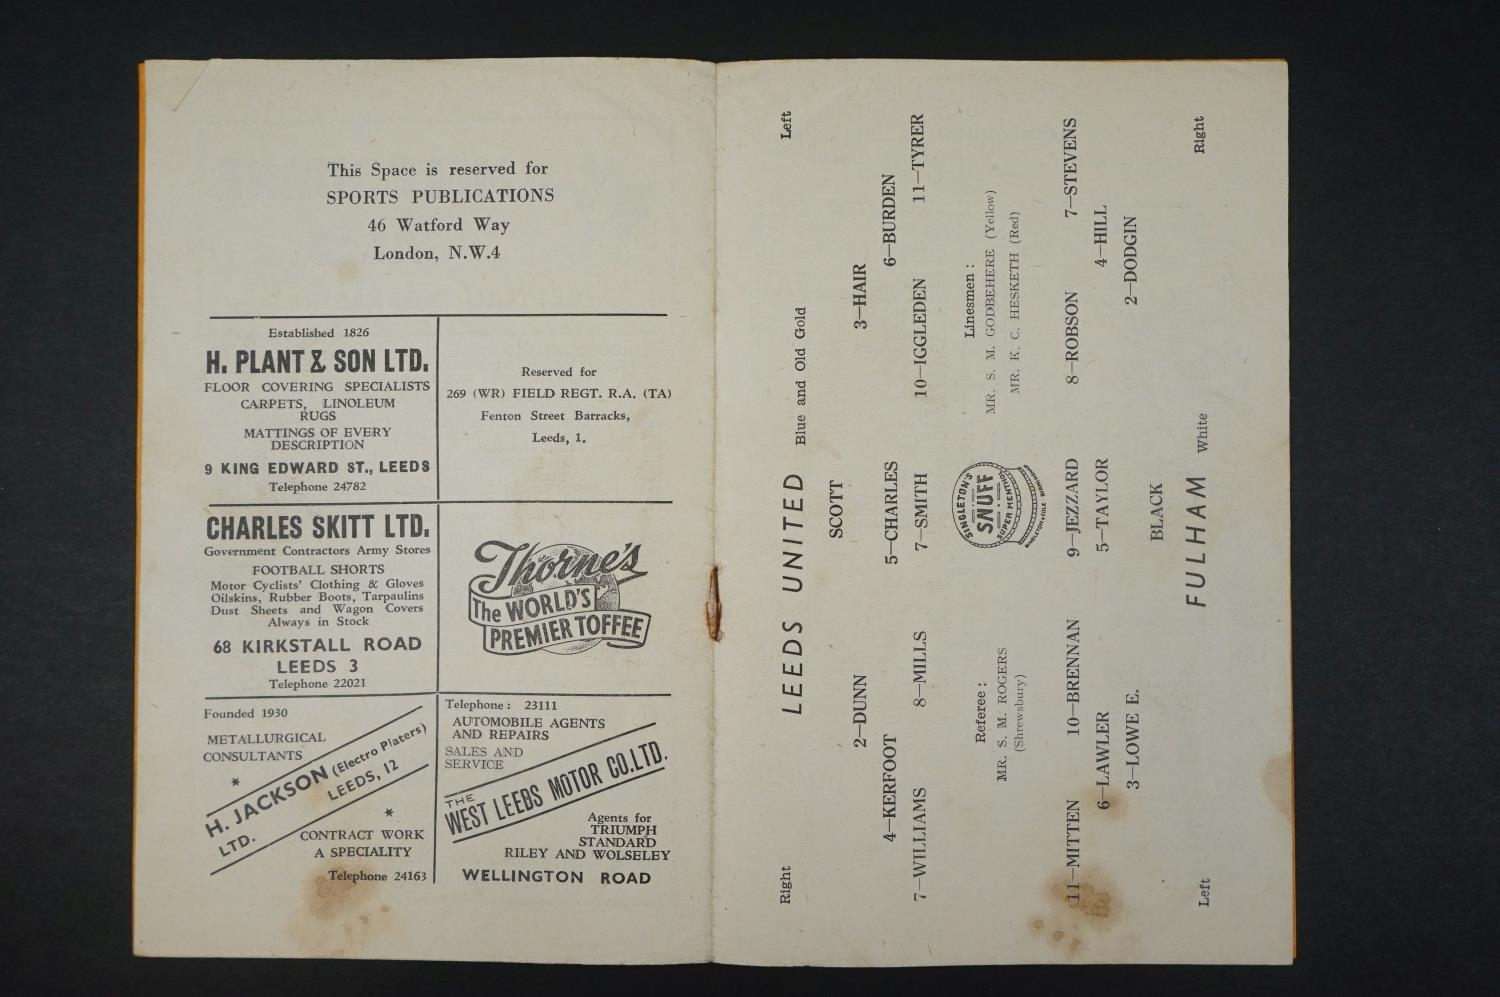 This Space is reserved for
SPORTS PUBLICATIONS
46 Watford Way
London, N.W.4
Established 1826
H. PLANT & SON LTD.
FLOOR COVERING SPECIALISTS
CARPETS, LINOLEUM
RUGS
MATTINGS OF EVERY
DESCRIPTION
9 KING EDWARD ST., LEEDS
Telephone 24782
Reserved for
269 (WR) FIELD REGT. R.A. (TA)
Fenton Street Barracks,
Leeds, 1.
CHARLES SKITT LTD.
Government Contractors Army Stores
FOOTBALL SHORTS
Motor Cyclists' Clothing & Gloves
Oilskins, Rubber Boots, Tarpaulins
Dust Sheets and Wagon Covers
Always in Stock
68 KIRKSTALL ROAD
LEEDS 3
Telephone 22021
Thorne's
The WORLD'S
PREMIER TOFFEE
Founded 1930
METALLURGICAL
CONSULTANTS
*
H. JACKSON (Electro Platers)
LTD. LEEDS, 12
*
CONTRACT WORK
A SPECIALITY
Telephone 24163
Telephone: 23111
AUTOMOBILE AGENTS
AND REPAIRS
SALES AND
SERVICE
THE
WEST LEEDS MOTOR CO. LTD.
Agents for
TRIUMPH
STANDARD
RILEY AND WOLSELEY
WELLINGTON ROAD
Right LEEDS UNITED Blue and Old Gold Left
SCOTT
2—DUNN 3—HAIR
4—KERFOOT 5—CHARLES 6—BURDEN
7—WILLIAMS 8—MILLS 7—SMITH 10—IGGLEDEN 11—TYRER
Referee:
MR. S. M. ROGERS
(Shrewsbury)
SINGLETON'S
SNUFF
SUPER MENTHOL
SINGLETON & COLE BIRMINGHAM
Linesmen:
MR. S. M. GODBEHERE (Yellow)
MR. K. C. HESKETH (Red)
11—MITTEN 10—BRENNAN 9—JEZZARD 8—ROBSON 7—STEVENS
6—LAWLER 5—TAYLOR 4—HILL
3—LOWE E. 2—DODGIN
BLACK
Left FULHAM White Right